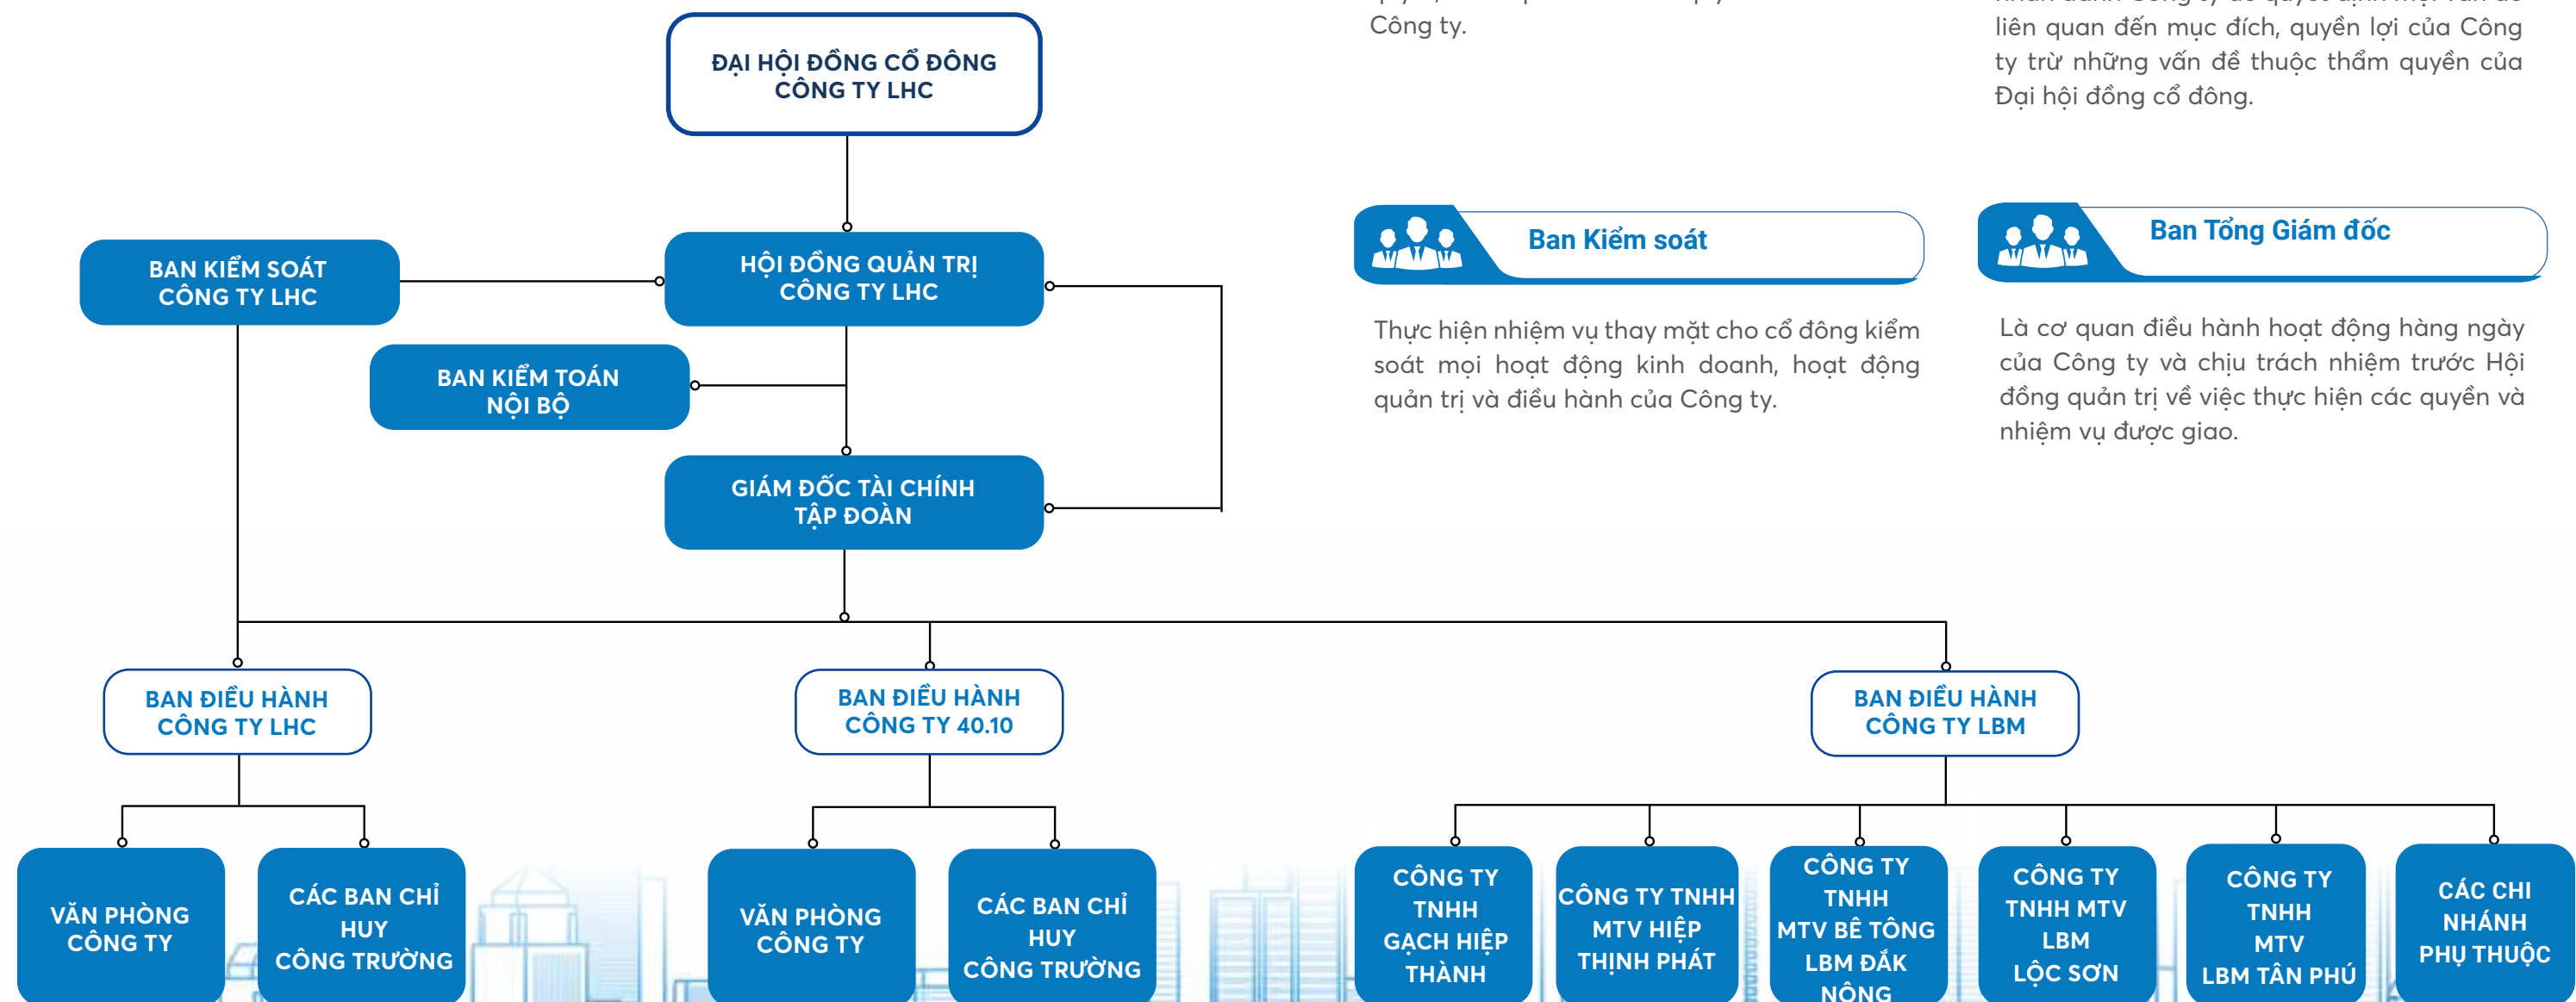 ĐẠI HỘI ĐỒNG CỔ ĐÔNG
CÔNG TY LHC
BAN KIỂM SOÁT
CÔNG TY LHC
HỘI ĐỒNG QUẢN TRỊ
CÔNG TY LHC
BAN KIỂM TOÁN
NỘI BỘ
GIÁM ĐỐC TÀI CHÍNH
TẬP ĐOÀN
BAN ĐIỀU HÀNH
CÔNG TY LHC
BAN ĐIỀU HÀNH
CÔNG TY 40.10
BAN ĐIỀU HÀNH
CÔNG TY LBM
VĂN PHÒNG
CÔNG TY
CÁC BAN CHỈ
HUY
CÔNG TRƯỜNG
VĂN PHÒNG
CÔNG TY
CÁC BAN CHỈ
HUY
CÔNG TRƯỜNG
CÔNG TY
TNHH
GẠCH HIỆP
THÀNH
CÔNG TY TNHH
MTV HIỆP
THỊNH PHÁT
CÔNG TY
TNHH
MTV BÊ TÔNG
LBM ĐẮK
NÔNG
CÔNG TY
TNHH MTV
LBM
LỘC SƠN
CÔNG TY
TNHH
MTV
LBM TÂN PHÚ
CÁC CHI
NHÁNH
PHỤ THUỘC
Công ty.
liên quan đến mục đích, quyền lợi của Công
ty trừ những vấn đề thuộc thẩm quyền của
Đại hội đồng cổ đông.
Ban Kiểm soát
Thực hiện nhiệm vụ thay mặt cho cổ đông kiểm
soát mọi hoạt động kinh doanh, hoạt động
quản trị và điều hành của Công ty.
Ban Tổng Giám đốc
Là cơ quan điều hành hoạt động hàng ngày
của Công ty và chịu trách nhiệm trước Hội
đồng quản trị về việc thực hiện các quyền và
nhiệm vụ được giao.